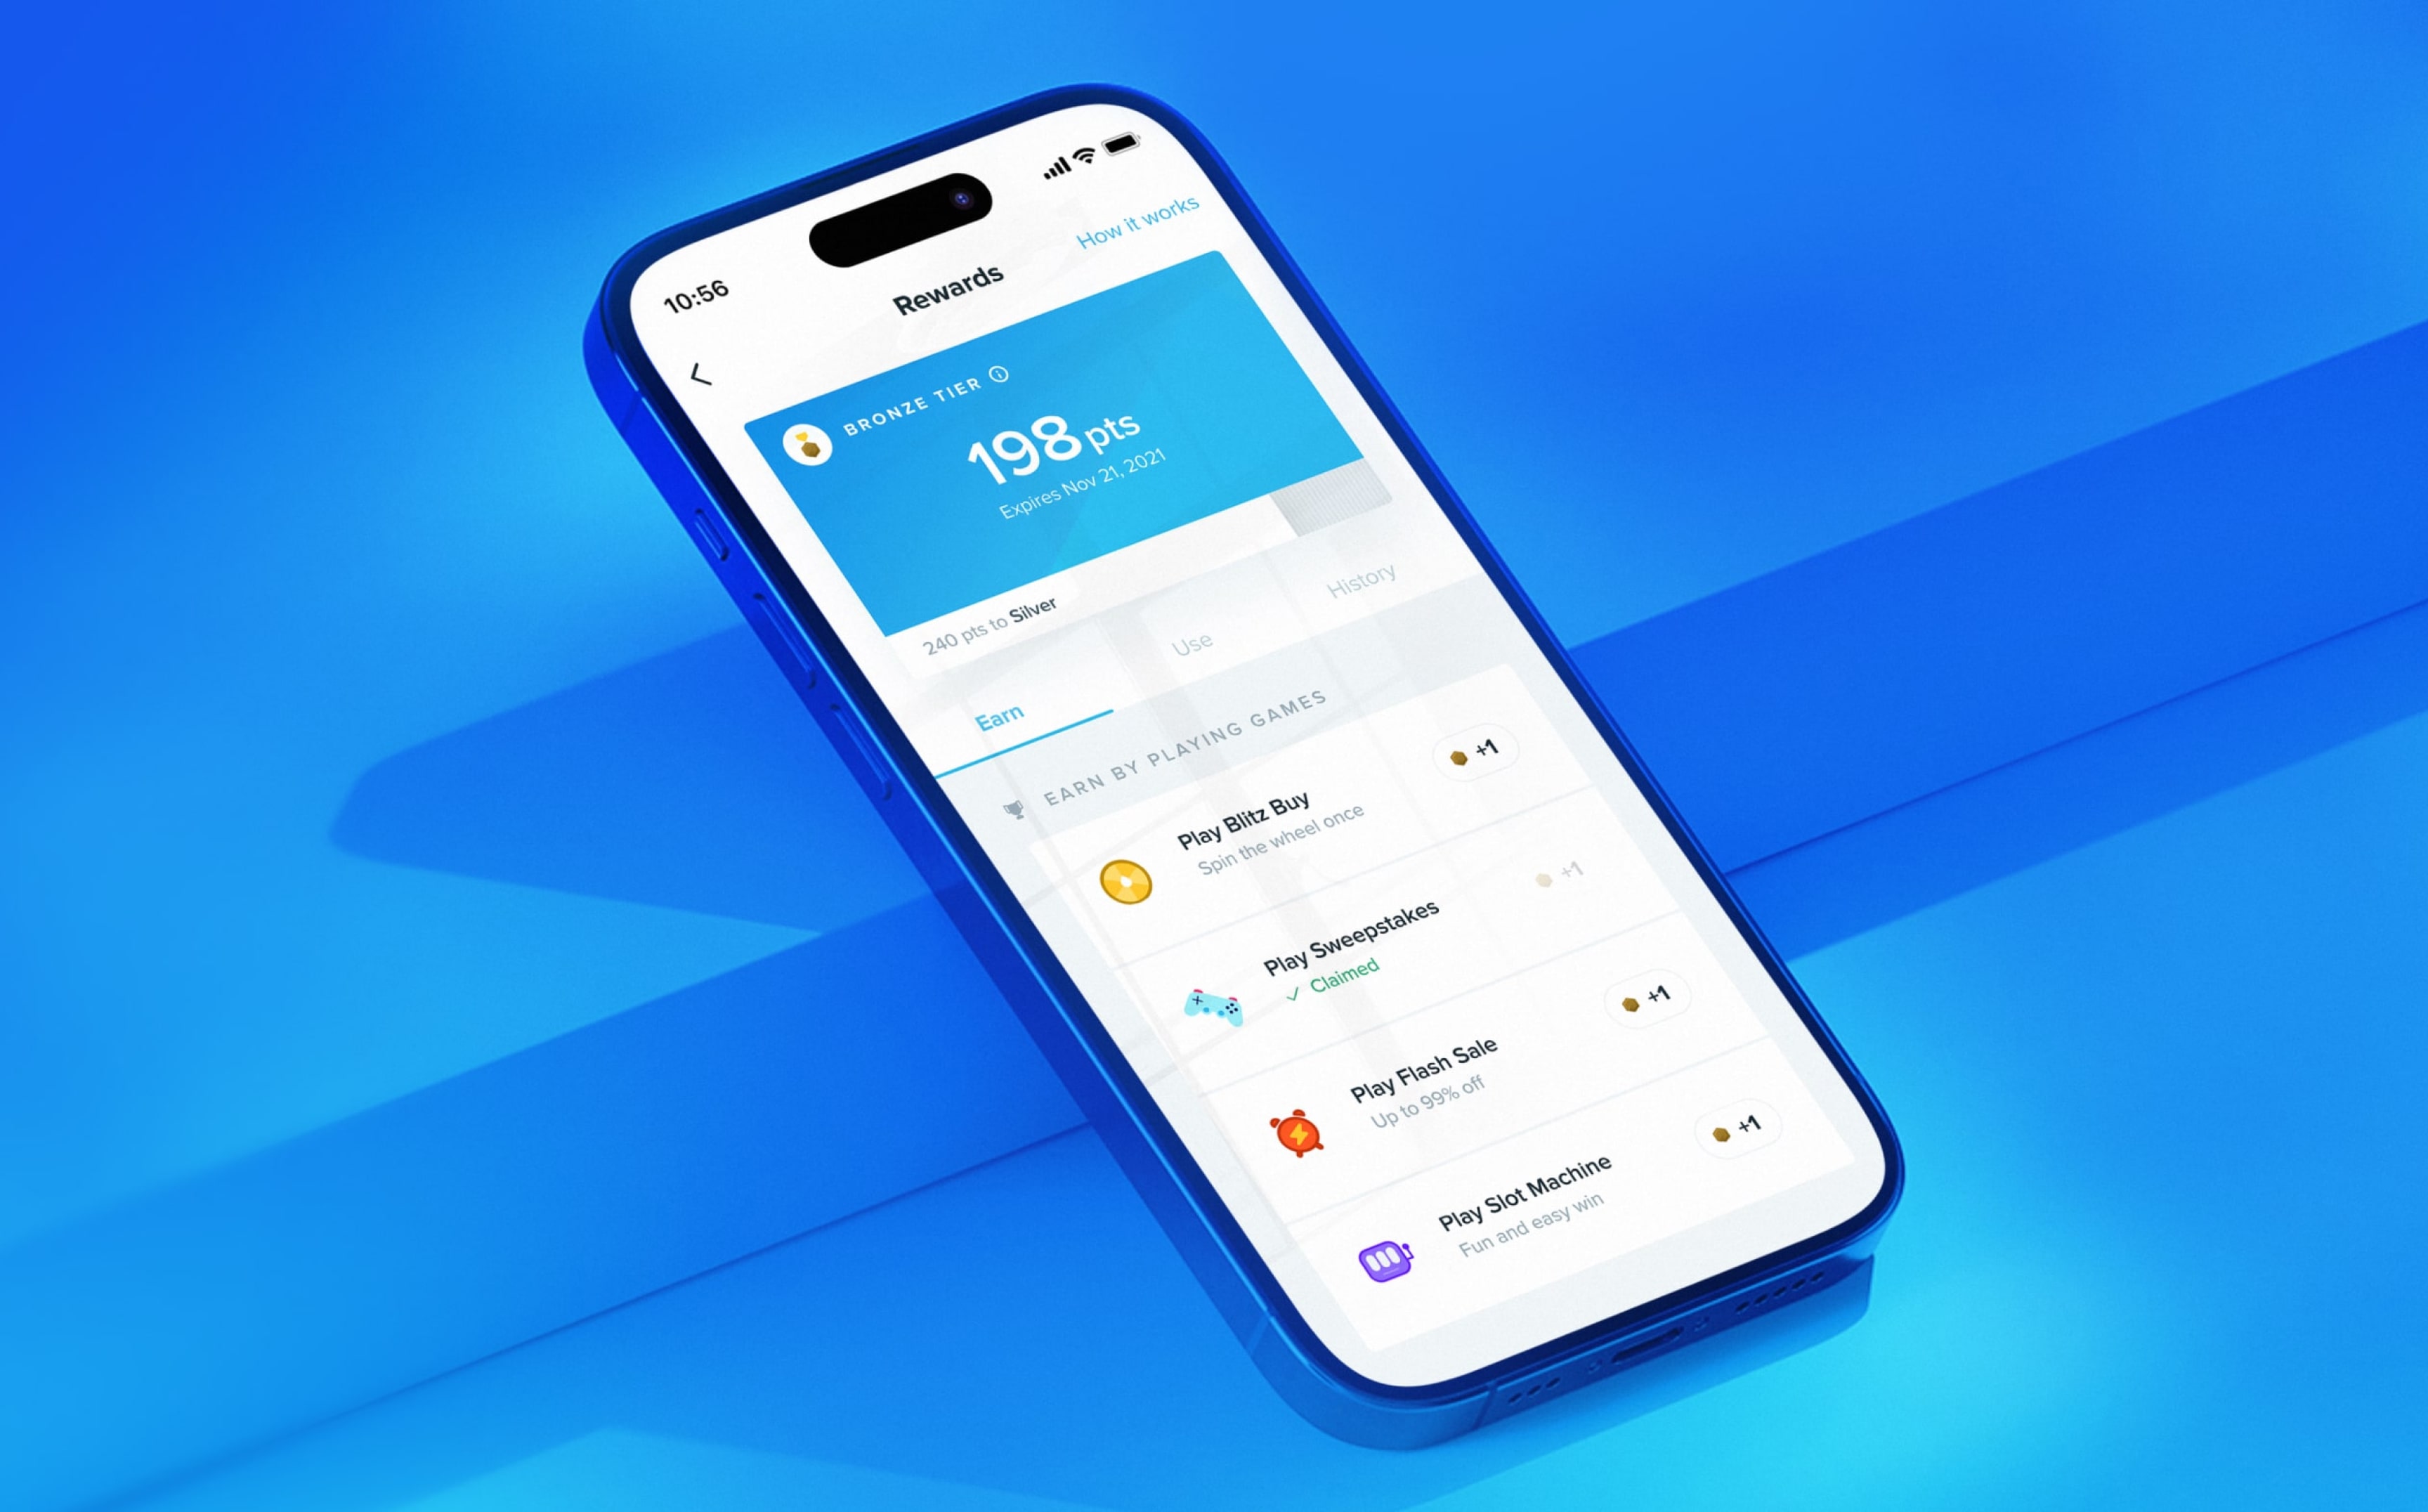 10:56
How it works
Rewards
BRONZE TIER
198 pts
Expires Nov 21, 2021
240 pts to Silver
Earn
Use
History
EARN BY PLAYING GAMES
Play Blitz Buy
Spin the wheel once
+1
Play Sweepstakes
Claimed
+1
Play Flash Sale
Up to 99% off
+1
Play Slot Machine
Fun and easy win
+1